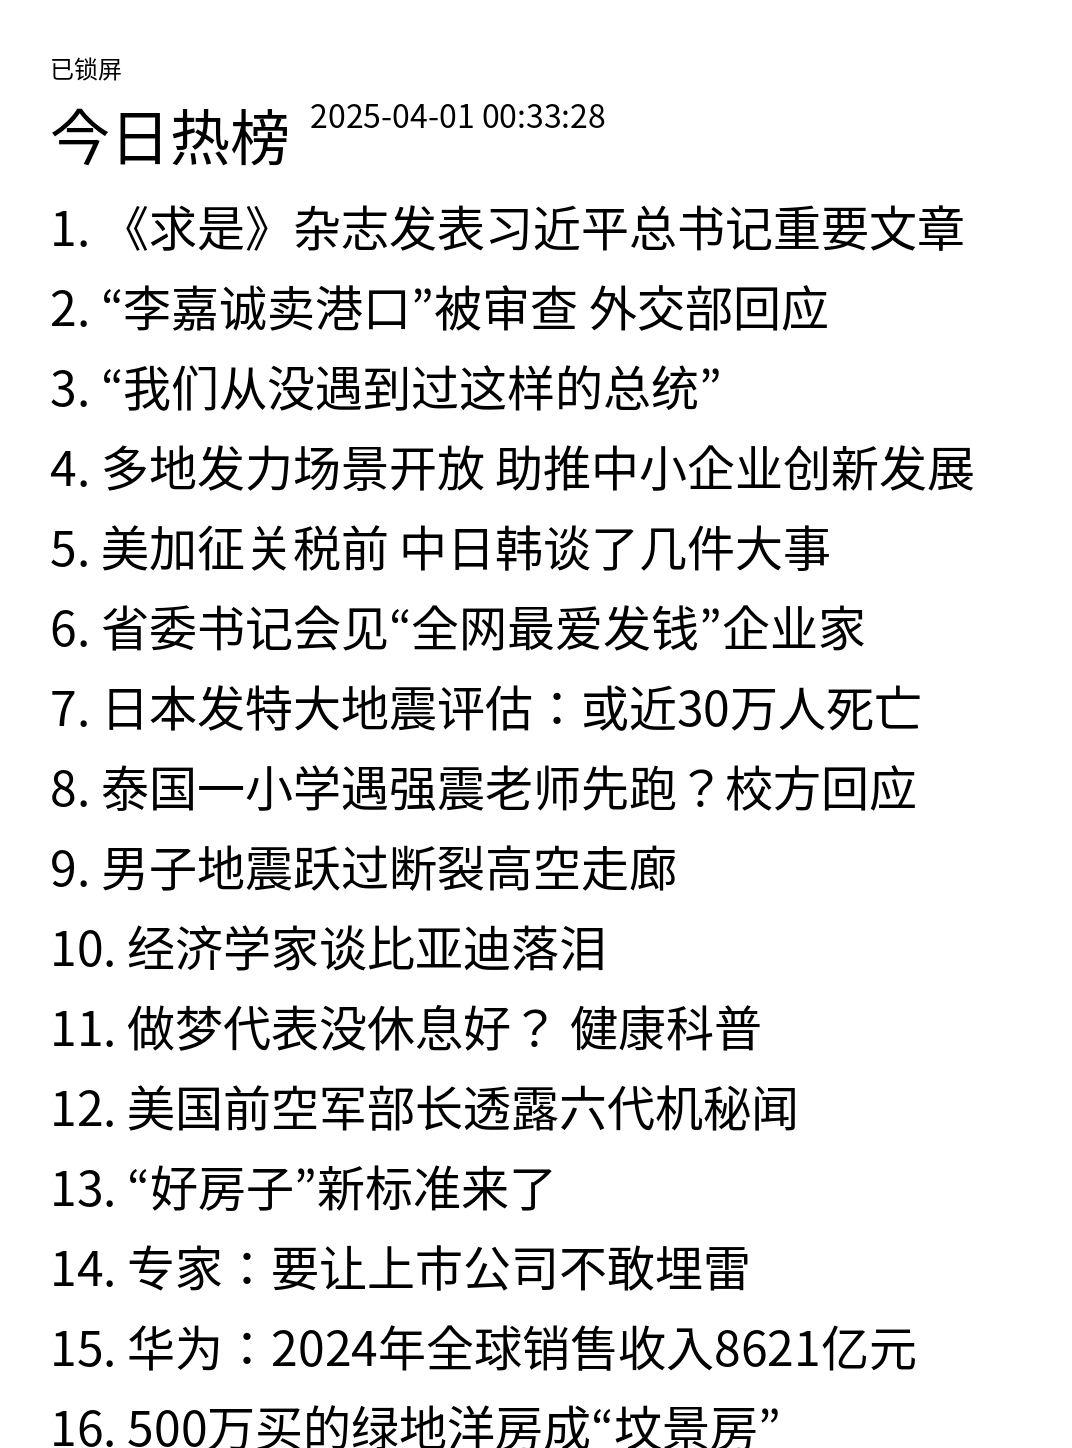 已锁屏
今日热榜 2025-04-01 00:33:28
1. 《求是》杂志发表习近平总书记重要文章
2. “李嘉诚卖港口”被审查 外交部回应
3. “我们从没遇到过这样的总统”
4. 多地发力场景开放 助推中小企业创新发展
5. 美加征关税前 中日韩谈了几件大事
6. 省委书记会见“全网最爱发钱”企业家
7. 日本发特大地震评估：或近30万人死亡
8. 泰国一小学遇强震老师先跑？校方回应
9. 男子地震跃过断裂高空走廊
10. 经济学家谈比亚迪落泪
11. 做梦代表没休息好？ 健康科普
12. 美国前空军部长透露六代机秘闻
13. “好房子”新标准来了
14. 专家：要让上市公司不敢埋雷
15. 华为：2024年全球销售收入8621亿元
16. 500万买的绿地洋房成“坟景房”